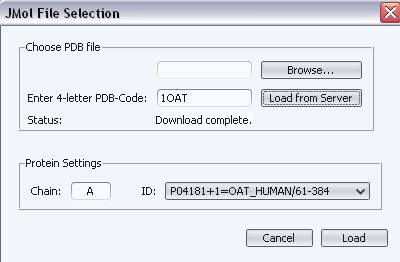 JMol File Selection
Choose PDB file
Browse...
Enter 4-letter PDB-Code: 1OAT Load from Server
Status: Download complete.
Protein Settings
Chain: A ID: P04181+1=OAT_HUMAN/61-384
Cancel Load